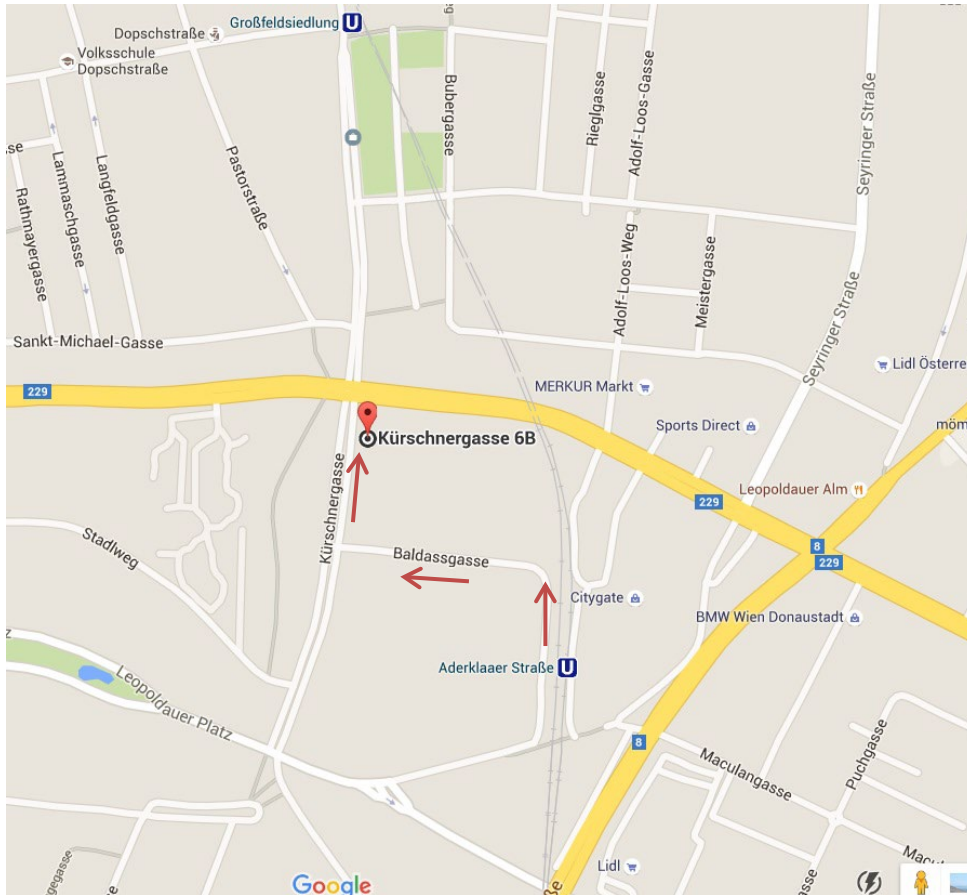 Großfeldsiedlung U
Dopschstraße
Volksschule
Dopschstraße
Bubergasse
Rieglgasse
Adolf-Loos-Gasse
Seyringer Straße
Lammaschgasse
Langfeldgasse
Rathmayergasse
Pastorstraße
Adolf-Loos-Weg
Meistergasse
Sankt-Michael-Gasse
Seyringer Straße
Lidl Österre
229
MERKUR Markt
Sports Direct
möm
Kürschnergasse 6B
Leopoldauer Alm
229
Kürschnergasse
Stadlweg
Baldassgasse
8
229
Citygate
BMW Wien Donaustadt
Aderklaaer Straße U
Leopoldauer Platz
8
Maculangasse
Puchgasse
Lidl
Google